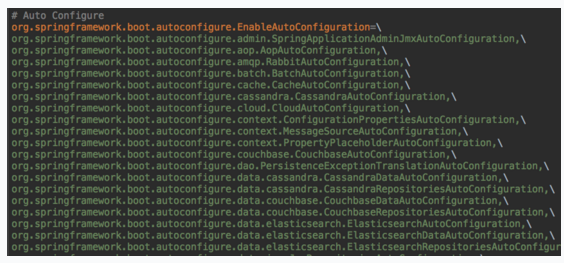 # Auto Configure
org.springframework.boot.autoconfigure.EnableAutoConfiguration=\
org.springframework.boot.autoconfigure.admin.SpringApplicationAdminJmxAutoConfiguration,\
org.springframework.boot.autoconfigure.aop.AopAutoConfiguration,\
org.springframework.boot.autoconfigure.amqp.RabbitAutoConfiguration,\
org.springframework.boot.autoconfigure.batch.BatchAutoConfiguration,\
org.springframework.boot.autoconfigure.cache.CacheAutoConfiguration,\
org.springframework.boot.autoconfigure.cassandra.CassandraAutoConfiguration,\
org.springframework.boot.autoconfigure.cloud.CloudAutoConfiguration,\
org.springframework.boot.autoconfigure.context.ConfigurationPropertiesAutoConfiguration,\
org.springframework.boot.autoconfigure.context.MessageSourceAutoConfiguration,\
org.springframework.boot.autoconfigure.context.PropertyPlaceholderAutoConfiguration,\
org.springframework.boot.autoconfigure.couchbase.CouchbaseAutoConfiguration,\
org.springframework.boot.autoconfigure.dao.PersistenceExceptionTranslationAutoConfiguration,\
org.springframework.boot.autoconfigure.data.cassandra.CassandraDataAutoConfiguration,\
org.springframework.boot.autoconfigure.data.cassandra.CassandraRepositoriesAutoConfiguration,\
org.springframework.boot.autoconfigure.data.couchbase.CouchbaseDataAutoConfiguration,\
org.springframework.boot.autoconfigure.data.couchbase.CouchbaseRepositoriesAutoConfiguration,\
org.springframework.boot.autoconfigure.data.elasticsearch.ElasticsearchAutoConfiguration,\
org.springframework.boot.autoconfigure.data.elasticsearch.ElasticsearchDataAutoConfiguration,\
org.springframework.boot.autoconfigure.data.elasticsearch.ElasticsearchRepositoriesAutoConfigur